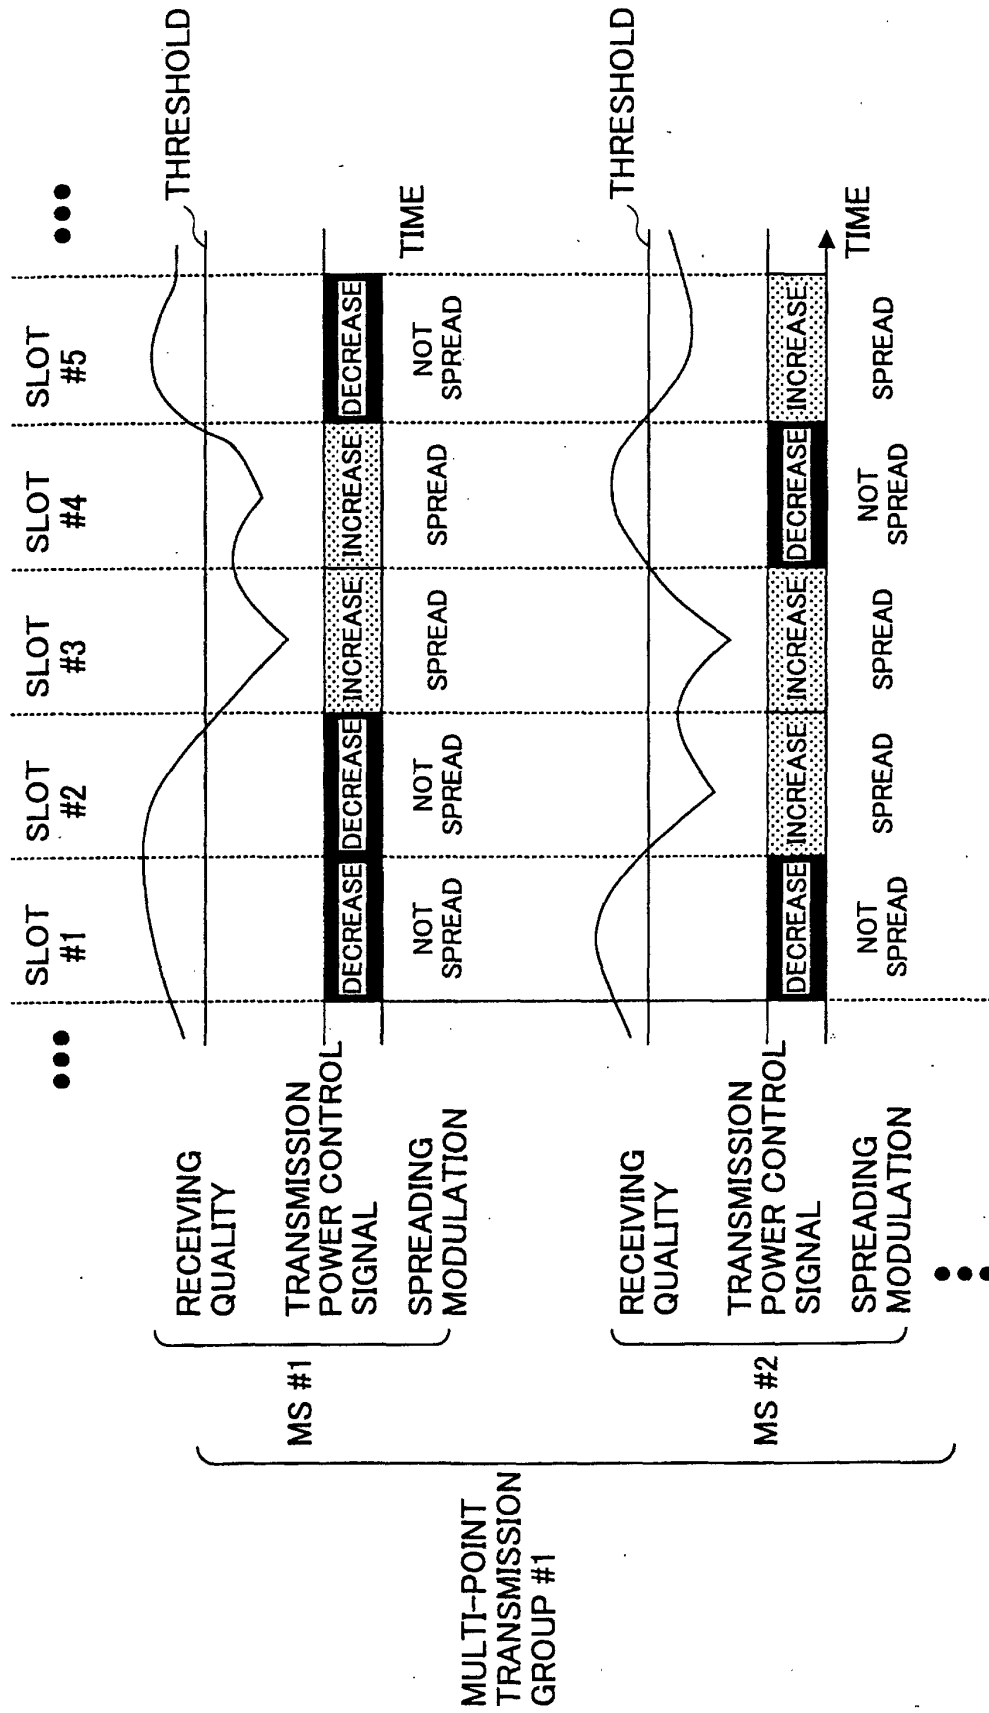 SLOT
#1
SLOT
#2
SLOT
#3
SLOT
#4
SLOT
#5
MULTI-POINT
TRANSMISSION
GROUP #1
MS #1
RECEIVING
QUALITY
THRESHOLD
TRANSMISSION
POWER CONTROL
SIGNAL
DECREASE
DECREASE
INCREASE
INCREASE
DECREASE
TIME
SPREADING
MODULATION
NOT
SPREAD
NOT
SPREAD
SPREAD
SPREAD
NOT
SPREAD
MS #2
RECEIVING
QUALITY
THRESHOLD
TRANSMISSION
POWER CONTROL
SIGNAL
DECREASE
INCREASE
INCREASE
DECREASE
INCREASE
TIME
SPREADING
MODULATION
NOT
SPREAD
SPREAD
SPREAD
NOT
SPREAD
SPREAD